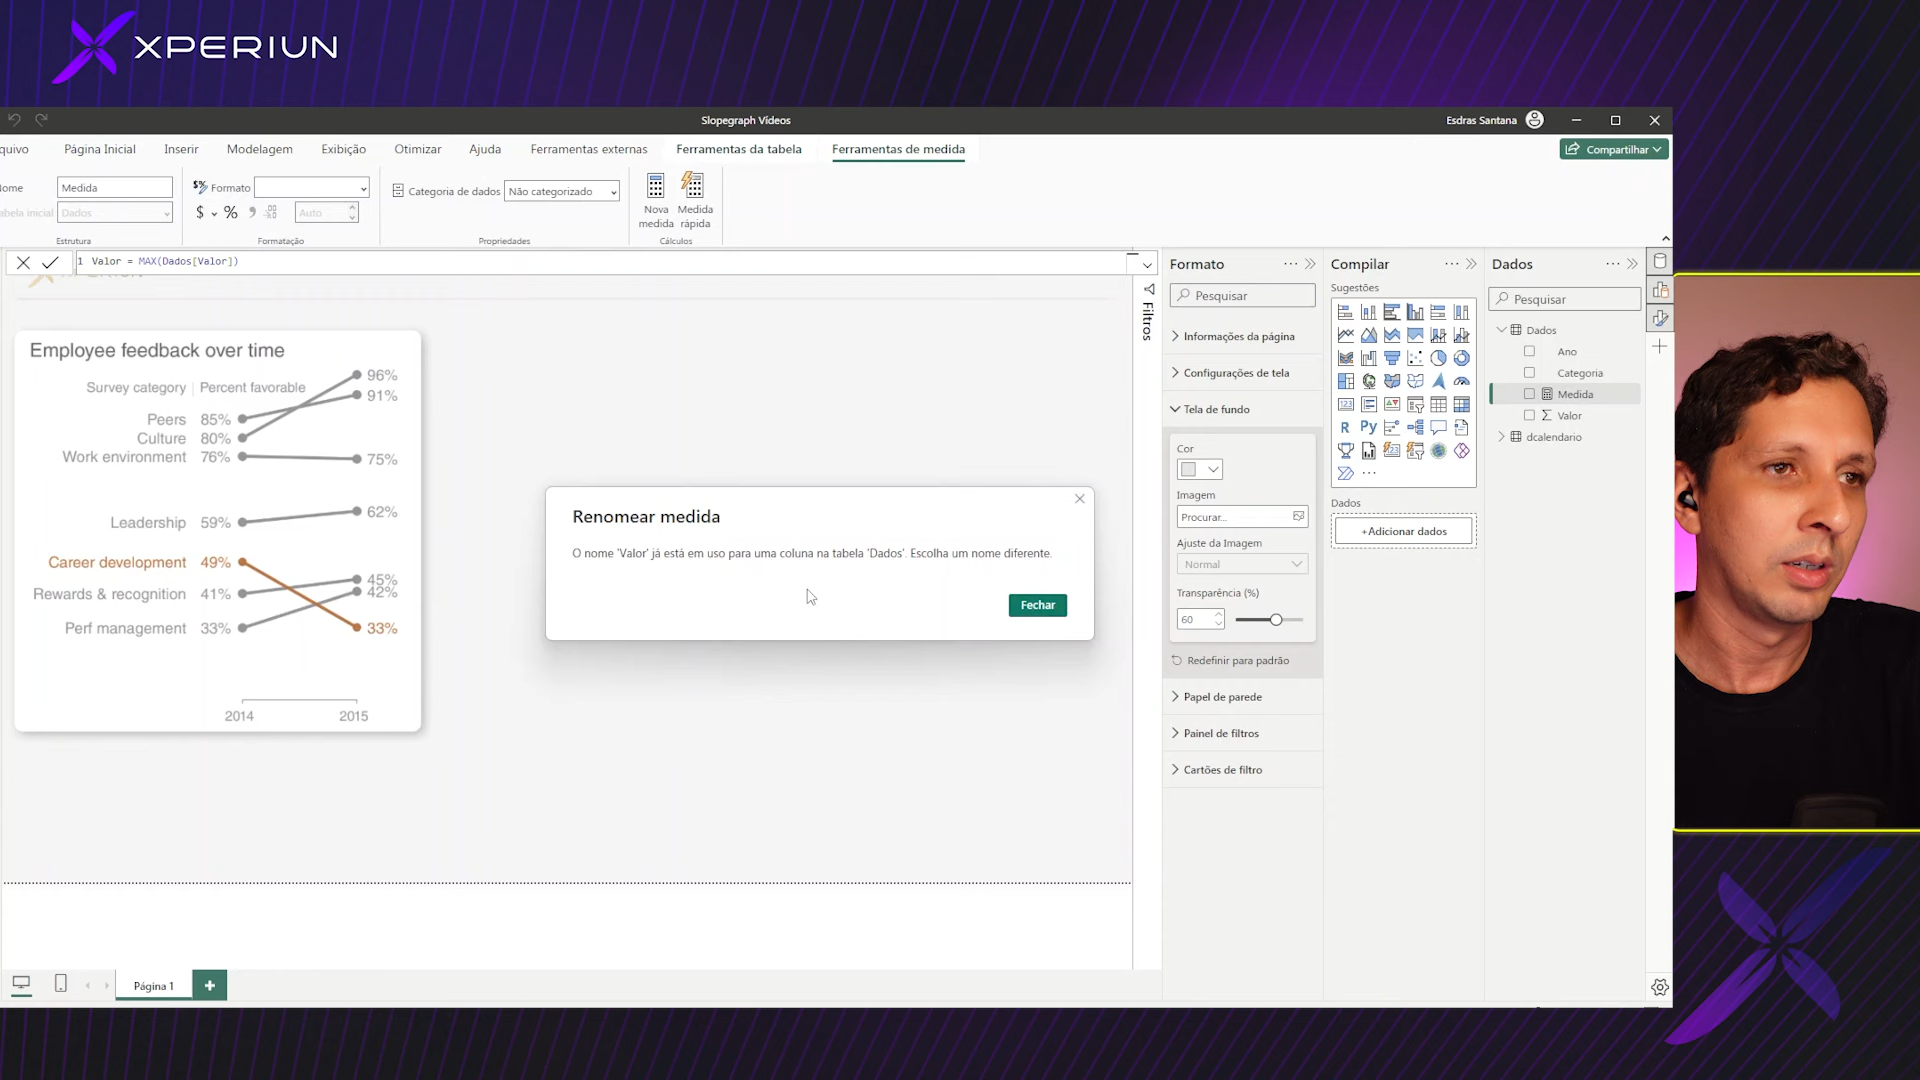 XPERIUN
Slopegraph Vídeos
Esdras Santana
quivo
Página Inicial
Inserir
Modelagem
Exibição
Otimizar
Ajuda
Ferramentas externas
Ferramentas da tabela
Ferramentas de medida
Compartilhar
ome
Medida
Formato
Categoria de dados
Não categorizado
Nova
medida
Medida
rápida
abela inicial
Dados
$
%
Auto
Estrutura
Formatação
Propriedades
Cálculos
1 Valor = MAX(Dados[Valor])
Employee feedback over time
Survey category | Percent favorable
96%
91%
Peers 85%
Culture 80%
Work environment 76%
75%
Leadership 59%
62%
Career development 49%
45%
Rewards & recognition 41%
42%
Perf management 33%
33%
2014
2015
Renomear medida
O nome 'Valor' já está em uso para uma coluna na tabela 'Dados'. Escolha um nome diferente.
Fechar
Filtros
Formato
Pesquisar
Informações da página
Configurações de tela
Tela de fundo
Cor
Imagem
Procurar...
Ajuste da Imagem
Normal
Transparência (%)
60
Redefinir para padrão
Papel de parede
Painel de filtros
Cartões de filtro
Compilar
Sugestões
123
R
Py
Dados
+Adicionar dados
Dados
Pesquisar
Dados
Ano
Categoria
Medida
Valor
dcalendario
Página 1